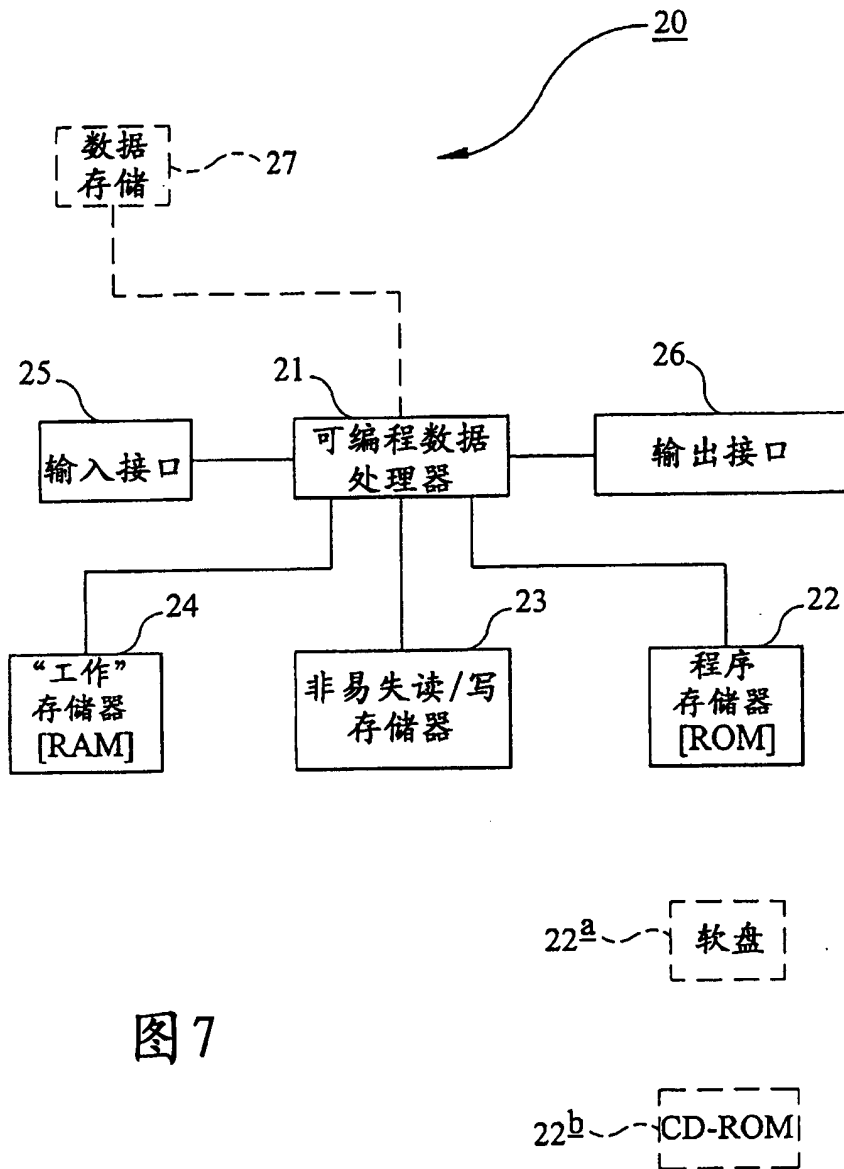 20
数据
存储
27
25
21
26
输入接口
可编程数据
处理器
输出接口
24
23
22
“工作”
存储器
[RAM]
非易失读/写
存储器
程序
存储器
[ROM]
22a
软盘
图7
22b
CD-ROM